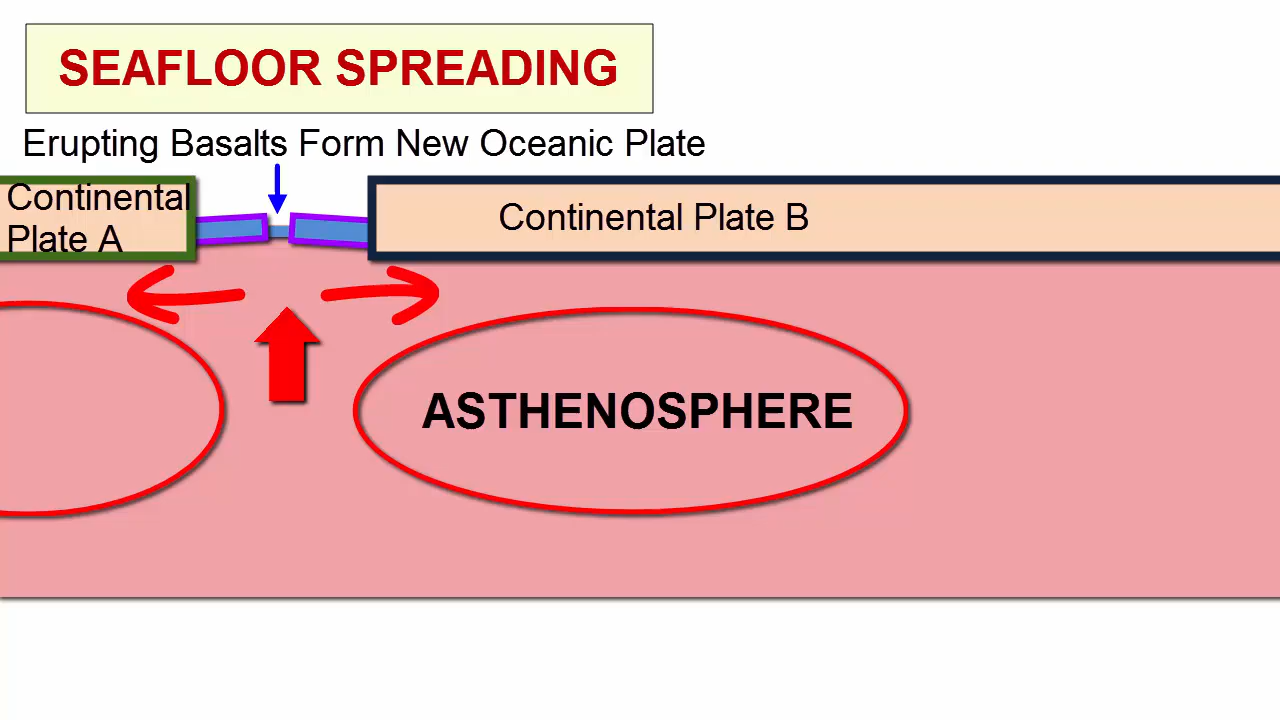 SEAFLOOR SPREADING
Erupting Basalts Form New Oceanic Plate
Continental
Plate A
Continental Plate B
ASTHENOSPHERE